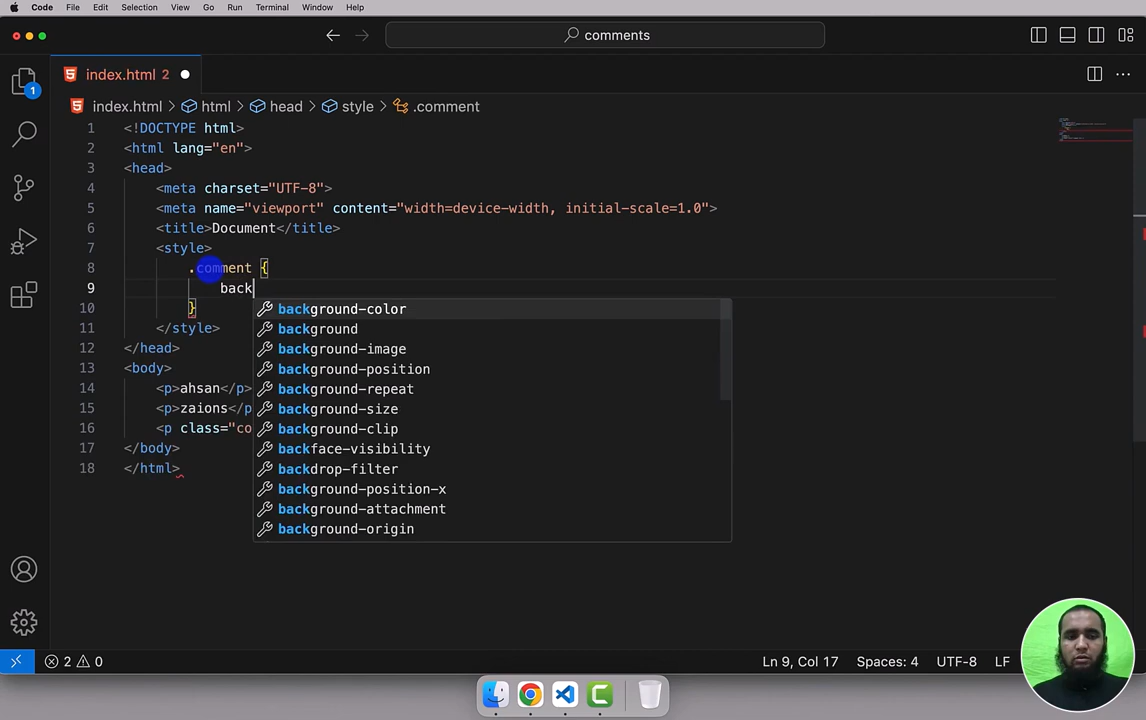 Code File Edit Selection View Go Run Terminal Window Help
comments
index.html 2
1
index.html > html > head > style > .comment
1 <!DOCTYPE html>
2 <html lang="en">
3 <head>
4 <meta charset="UTF-8">
5 <meta name="viewport" content="width=device-width, initial-scale=1.0">
6 <title>Document</title>
7 <style>
8 .comment {
9 back
10 }
11 </style>
12 </head>
13 <body>
14 <p>ahsan</p>
15 <p>zaions</p
16 <p class="co
17 </body>
18 </html>
background-color
background
background-image
background-position
background-repeat
background-size
background-clip
backface-visibility
backdrop-filter
background-position-x
background-attachment
background-origin
2 0 Ln 9, Col 17 Spaces: 4 UTF-8 LF